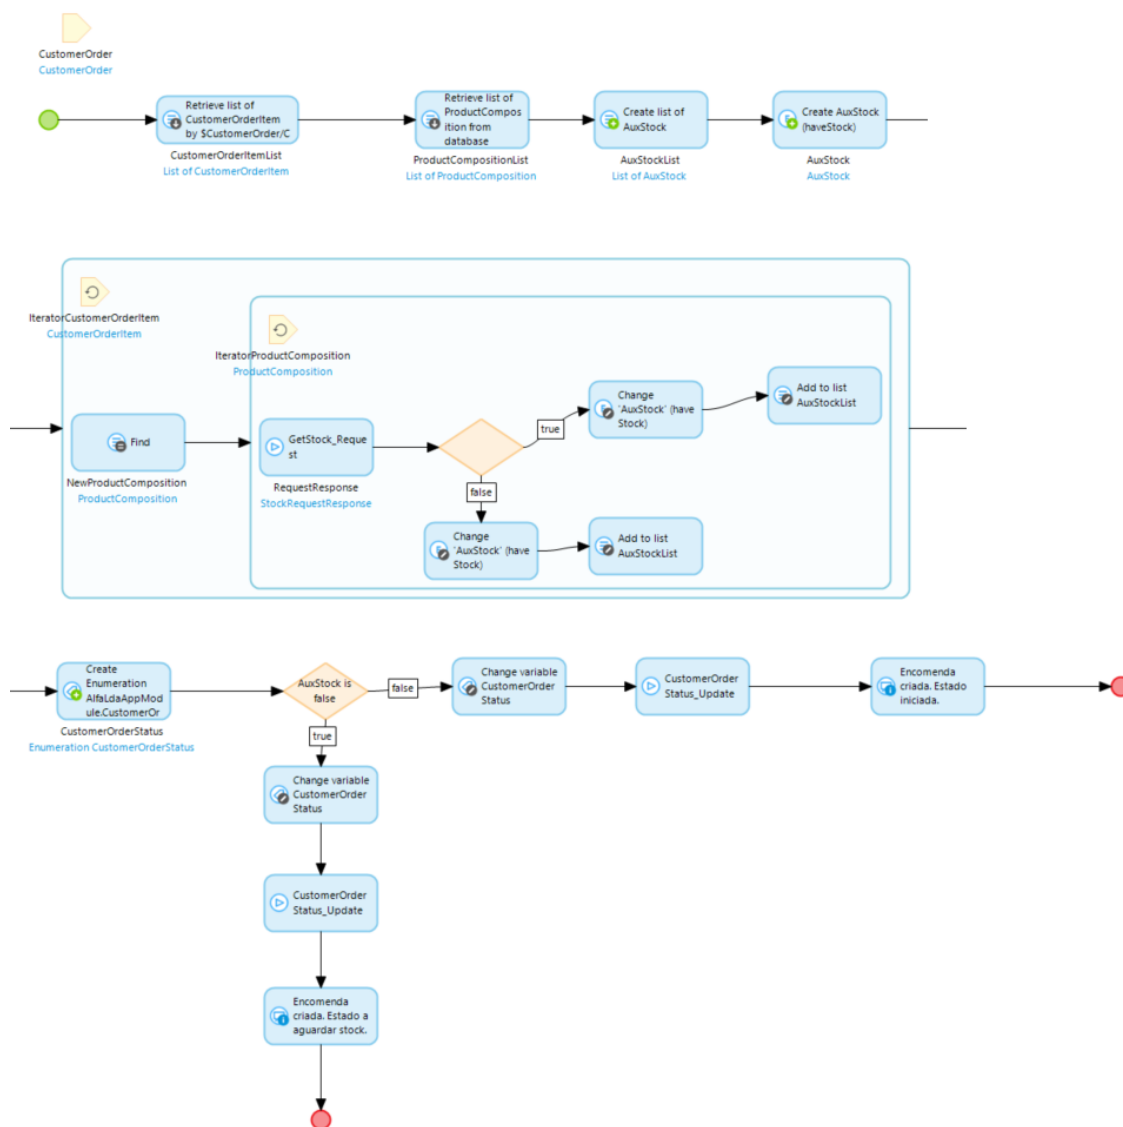 CustomerOrder
CustomerOrder
Retrieve list of
CustomerOrderItem
by $CustomerOrder/C
CustomerOrderItemList
List of CustomerOrderItem
Retrieve list of
ProductCompos
ition from
database
ProductCompositionList
List of ProductComposition
Create list of
AuxStock
AuxStockList
List of AuxStock
Create AuxStock
(haveStock)
AuxStock
AuxStock
IteratorCustomerOrderItem
CustomerOrderItem
IteratorProductComposition
ProductComposition
Find
NewProductComposition
ProductComposition
GetStock_Reque
st
RequestResponse
StockRequestResponse
true
Change
'AuxStock' (have
Stock)
Add to list
AuxStockList
false
Change
'AuxStock' (have
Stock)
Add to list
AuxStockList
Create
Enumeration
AlfaLdaAppMod
ule.CustomerOr
CustomerOrderStatus
Enumeration CustomerOrderStatus
AuxStock is
false
false
Change variable
CustomerOrder
Status
CustomerOrder
Status_Update
Encomenda
criada. Estado
iniciada.
true
Change variable
CustomerOrder
Status
CustomerOrder
Status_Update
Encomenda
criada. Estado a
aguardar stock.